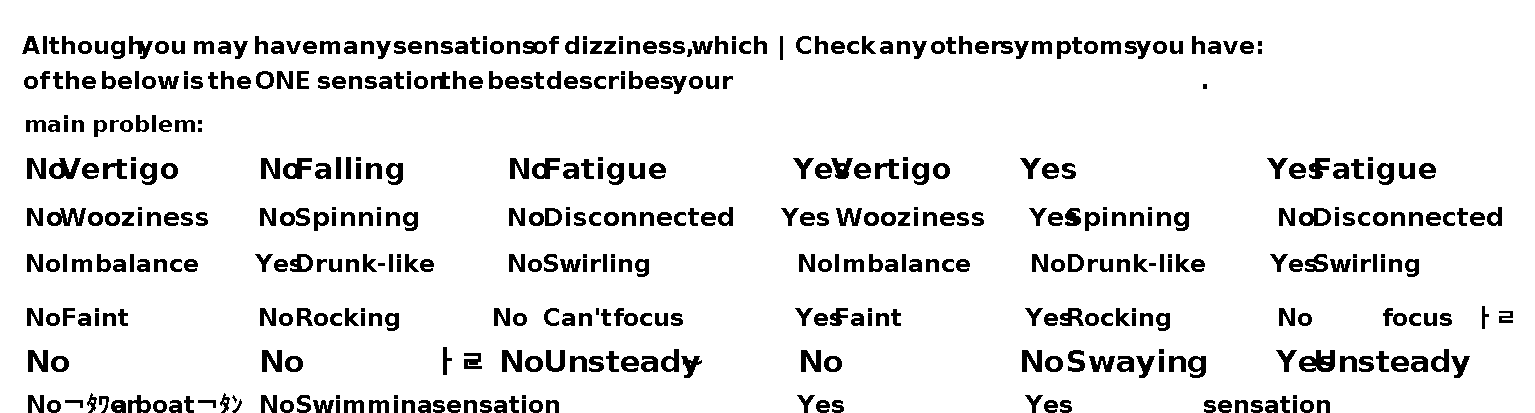 Although you may have many sensations of dizziness, which | Check any other symptoms you have:
of the below is the ONE sensation the best describes your .
main problem:
No Vertigo No Falling No Fatigue Yes Vertigo Yes Yes Fatigue
No Wooziness No Spinning No Disconnected Yes Wooziness Yes Spinning No Disconnected
No Imbalance Yes Drunk-like No Swirling No Imbalance No Drunk-like Yes Swirling
No Faint No Rocking No Can't focus Yes Faint Yes Rocking No focus ㅏㄹ
No No ㅏㄹ No Unsteady No No Swaying Yes Unsteady
No boat No Swimmina sensation Yes Yes sensation